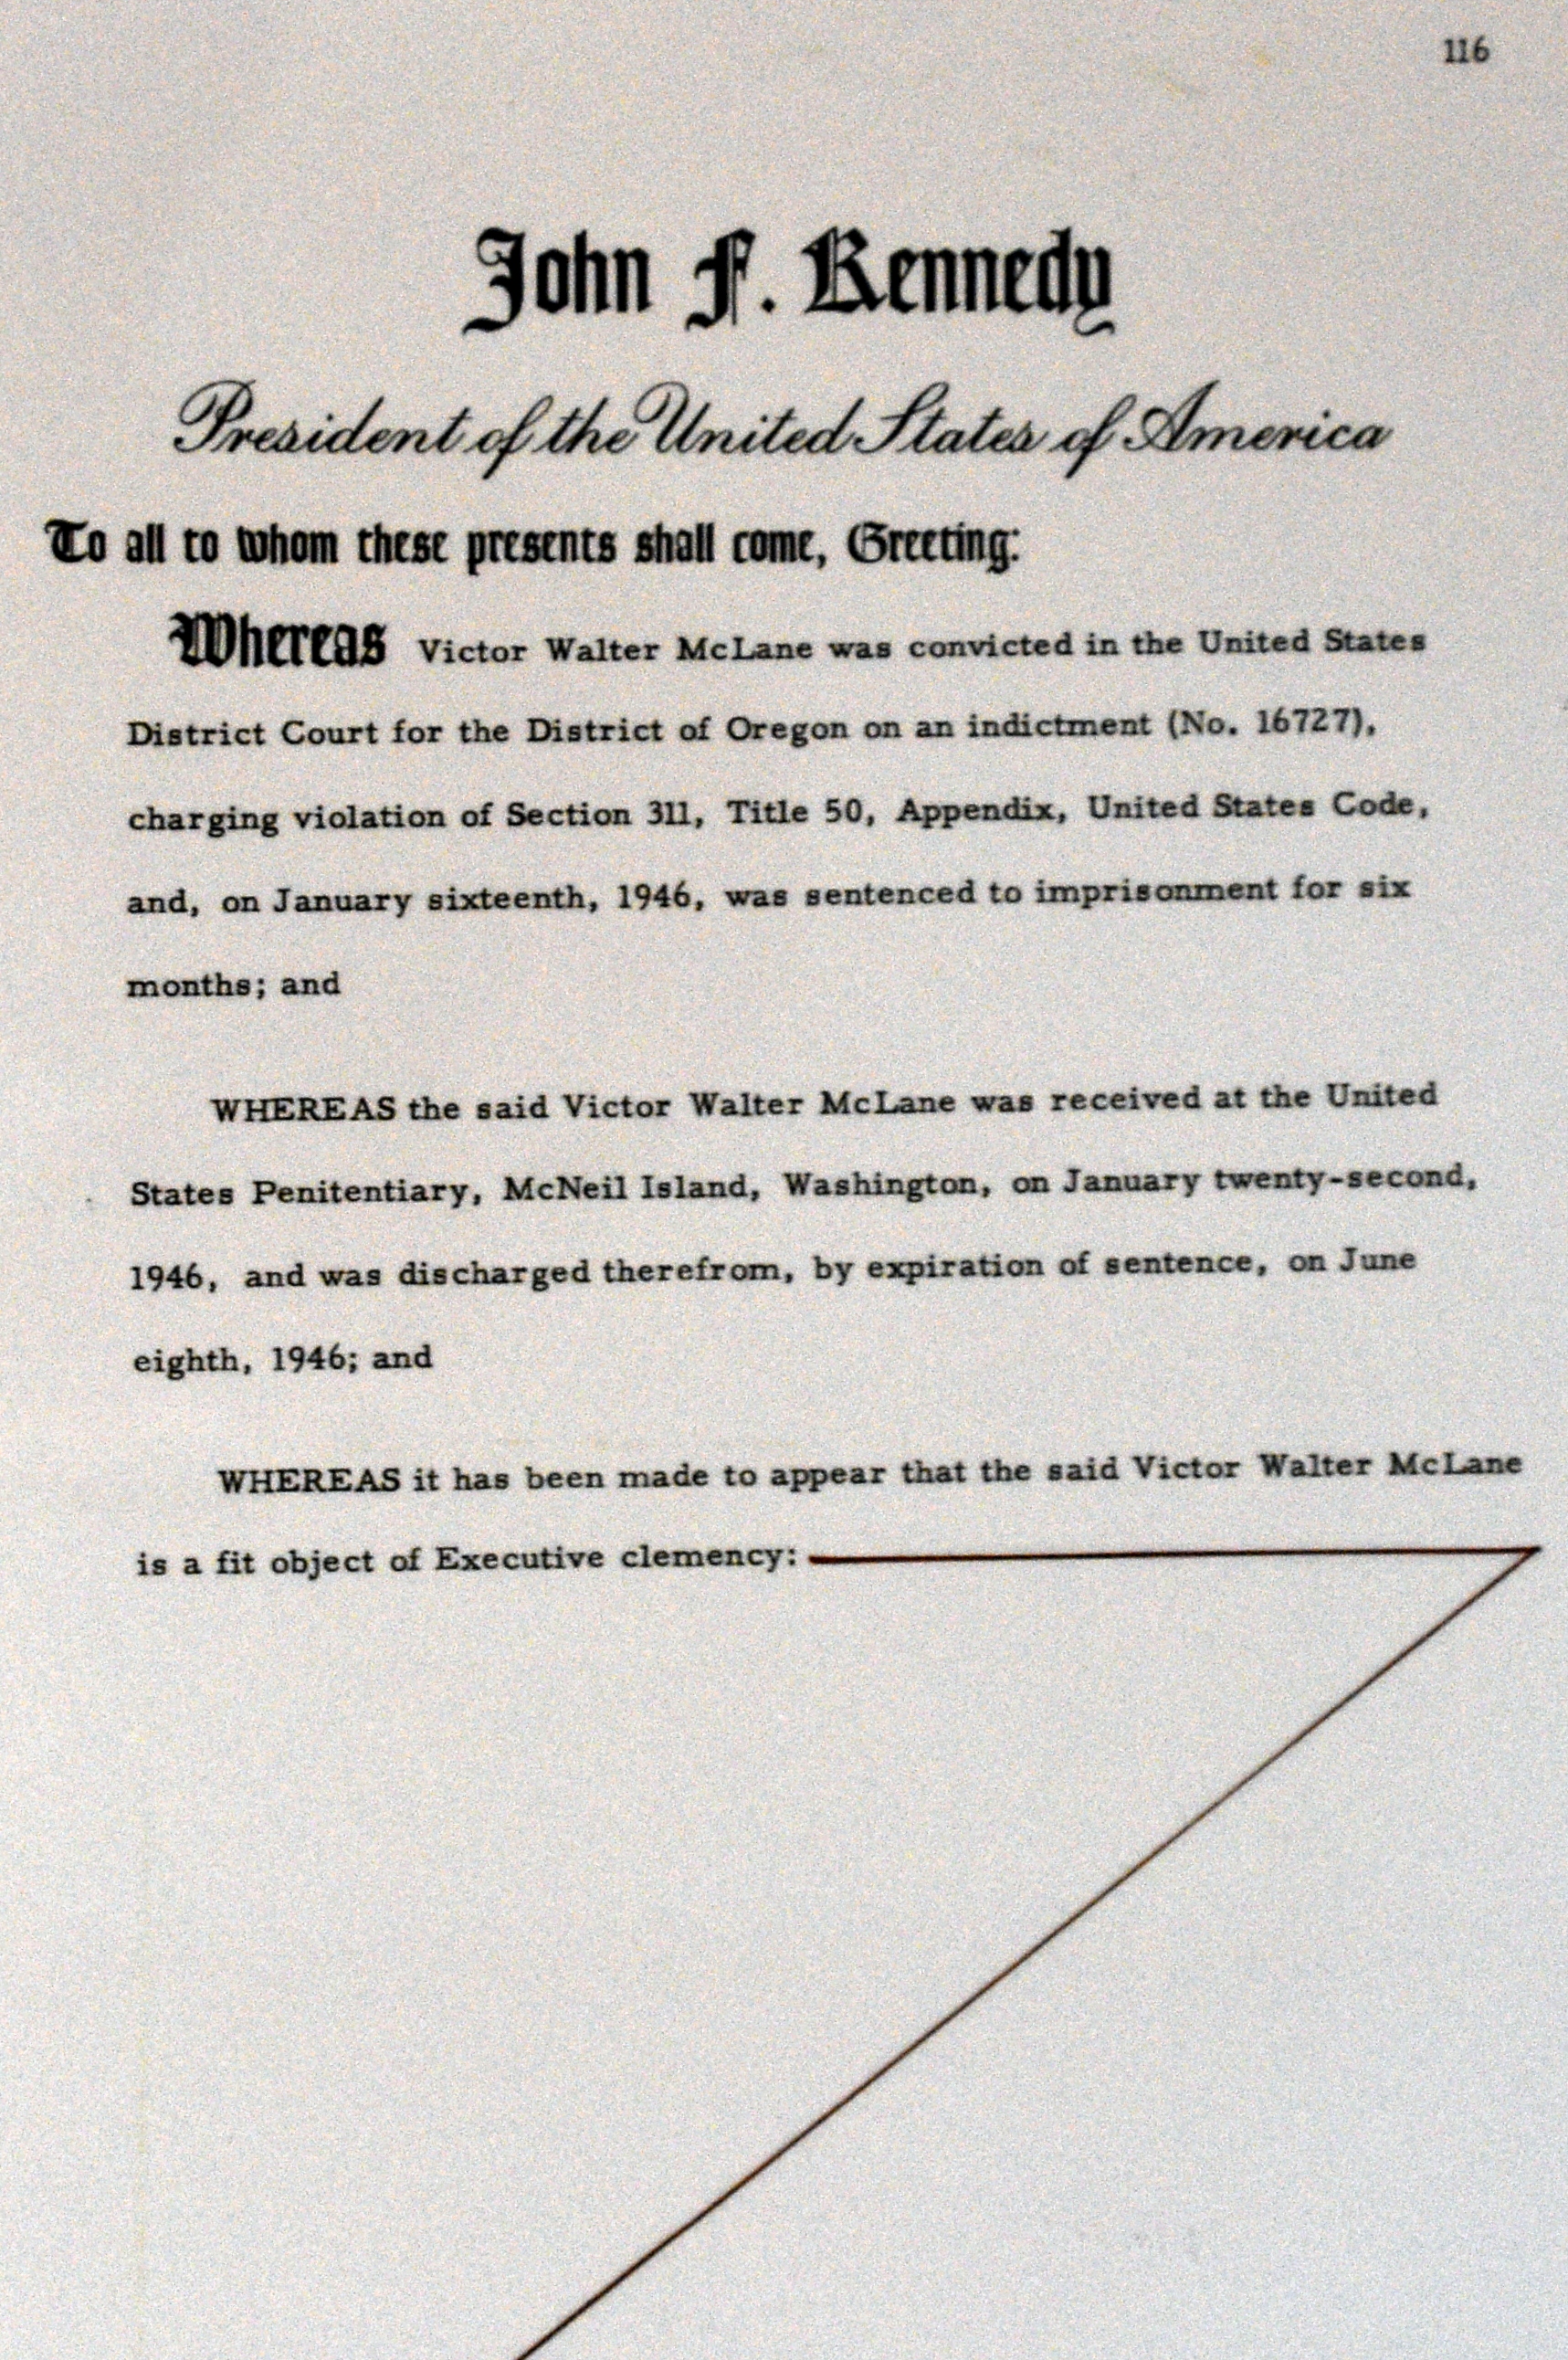 116
John F. Kennedy
President of the United States of America
To all to whom these presents shall come, Greeting:
Whereas Victor Walter McLane was convicted in the United States
District Court for the District of Oregon on an indictment (No. 16727),
charging violation of Section 311, Title 50, Appendix, United States Code,
and, on January sixteenth, 1946, was sentenced to imprisonment for six
months; and
WHEREAS the said Victor Walter McLane was received at the United
States Penitentiary, McNeil Island, Washington, on January twenty-second,
1946, and was discharged therefrom, by expiration of sentence, on June
eighth, 1946; and
WHEREAS it has been made to appear that the said Victor Walter McLane
is a fit object of Executive clemency: